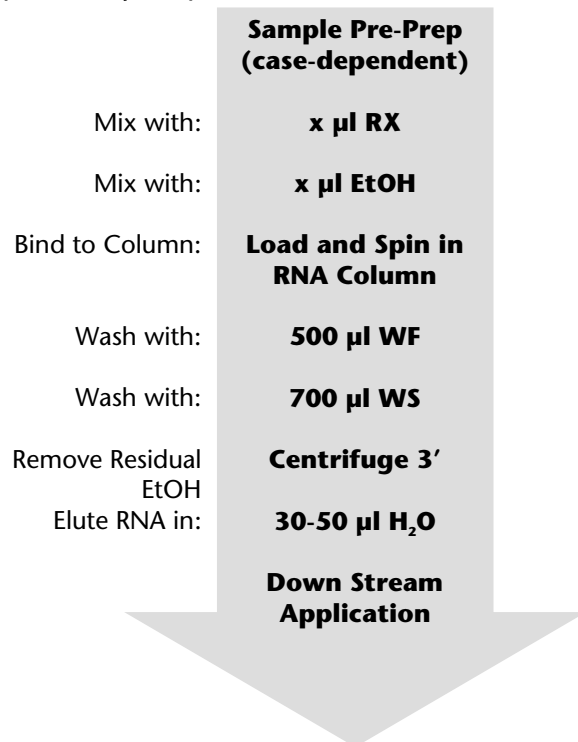 Sample Pre-Prep
(case-dependent)
Mix with: x µl RX
Mix with: x µl EtOH
Bind to Column: Load and Spin in
RNA Column
Wash with: 500 µl WF
Wash with: 700 µl WS
Remove Residual Centrifuge 3′
EtOH
Elute RNA in: 30-50 µl H₂O
Down Stream
Application